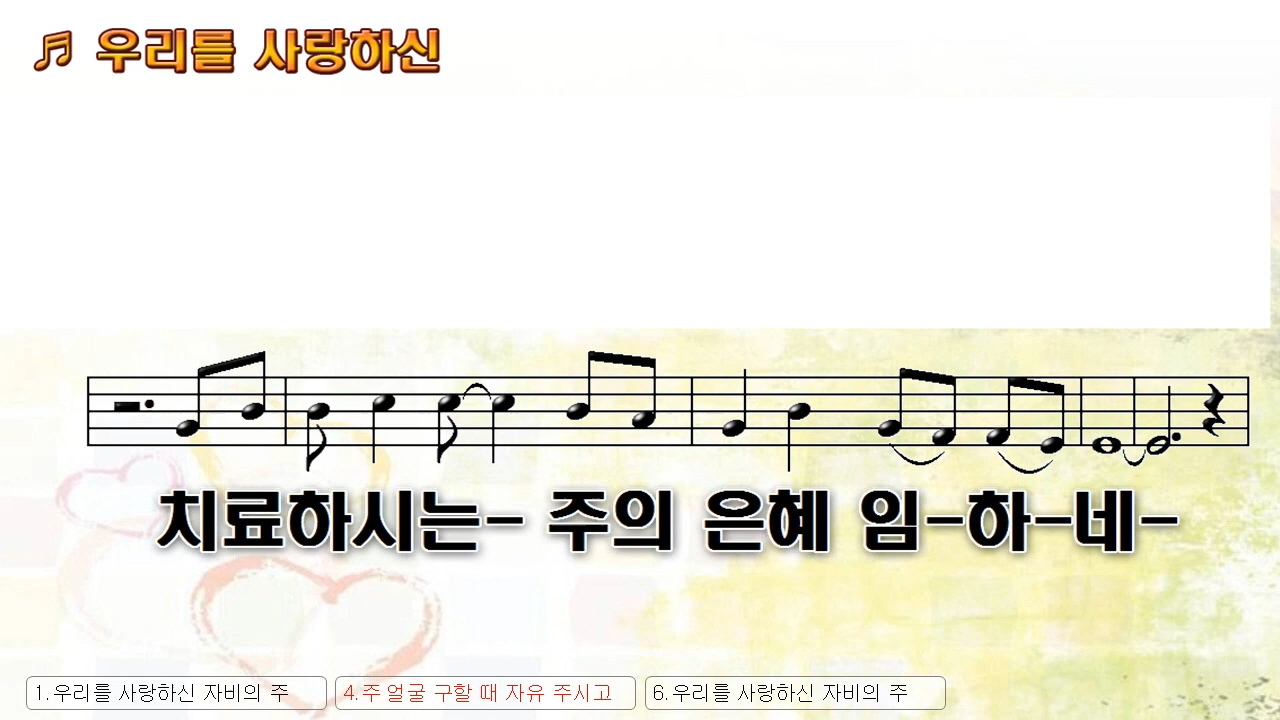 ♬ 우리를 사랑하신
치료하시는- 주의 은혜 임-하-네-
1.우리를 사랑하신 자비의 주
4.주 얼굴 구할 때 자유 주시고
6.우리를 사랑하신 자비의 주